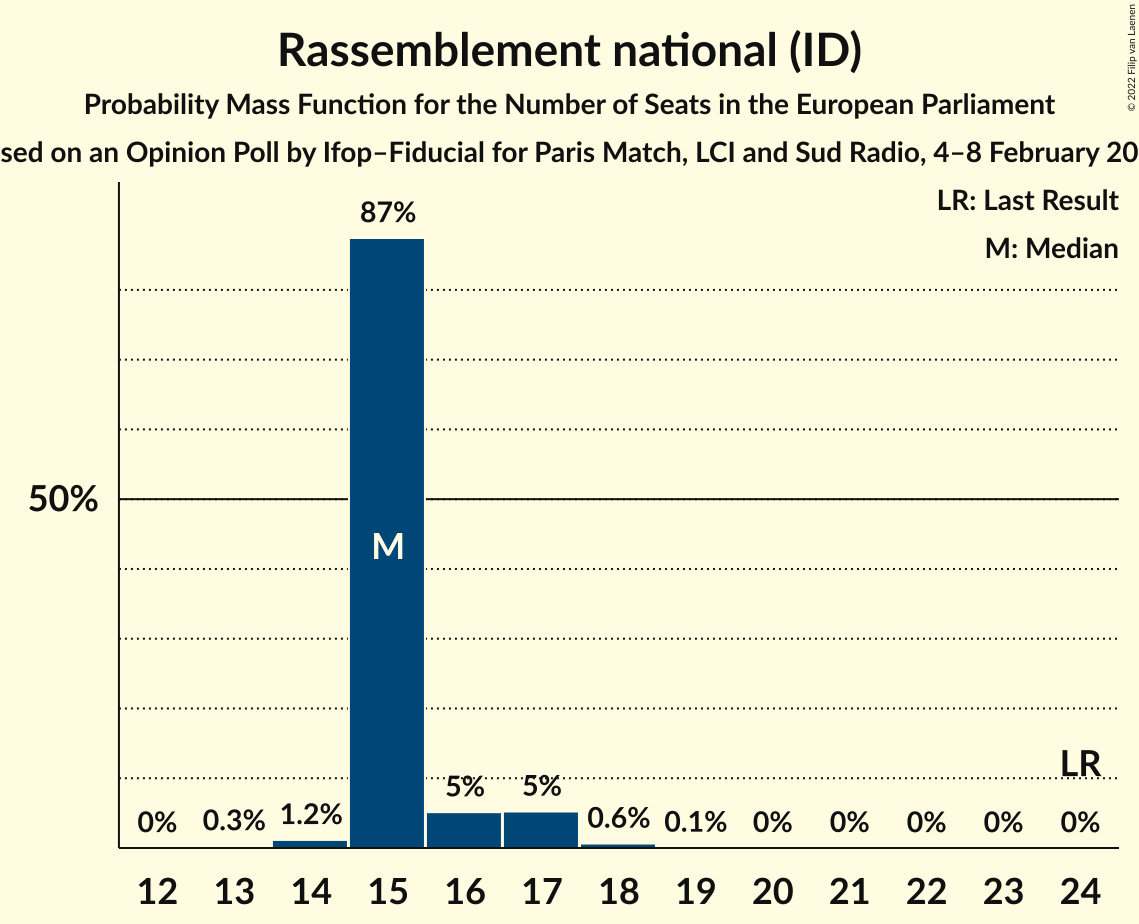 Rassemblement national (ID)
Probability Mass Function for the Number of Seats in the European Parliament
sed on an Opinion Poll by Ifop–Fiducial for Paris Match, LCI and Sud Radio, 4–8 February 20
© 2022 Filip van Laenen
LR: Last Result
M: Median
87%
50%
M
LR
0% 0.3% 1.2% 5% 5% 0.6% 0.1% 0% 0% 0% 0% 0%
12 13 14 15 16 17 18 19 20 21 22 23 24